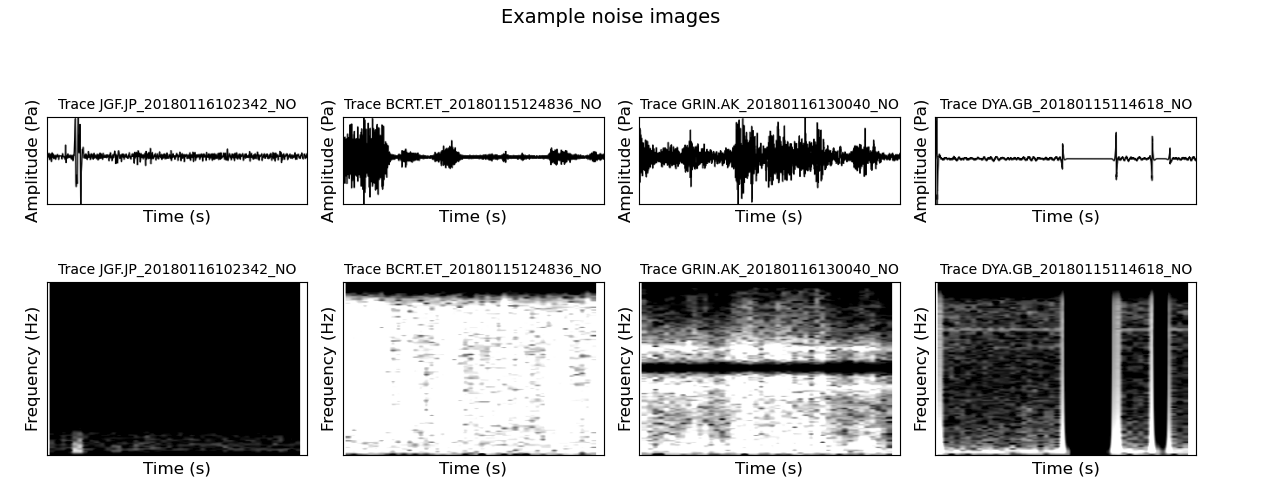 Example noise images
Trace JGF.JP_20180116102342_NO
Trace BCRT.ET_20180115124836_NO
Trace GRIN.AK_20180116130040_NO
Trace DYA.GB_20180115114618_NO
Amplitude (Pa)
Amplitude (Pa)
Amplitude (Pa)
Amplitude (Pa)
Time (s)
Time (s)
Time (s)
Time (s)
Trace JGF.JP_20180116102342_NO
Trace BCRT.ET_20180115124836_NO
Trace GRIN.AK_20180116130040_NO
Trace DYA.GB_20180115114618_NO
Frequency (Hz)
Frequency (Hz)
Frequency (Hz)
Frequency (Hz)
Time (s)
Time (s)
Time (s)
Time (s)